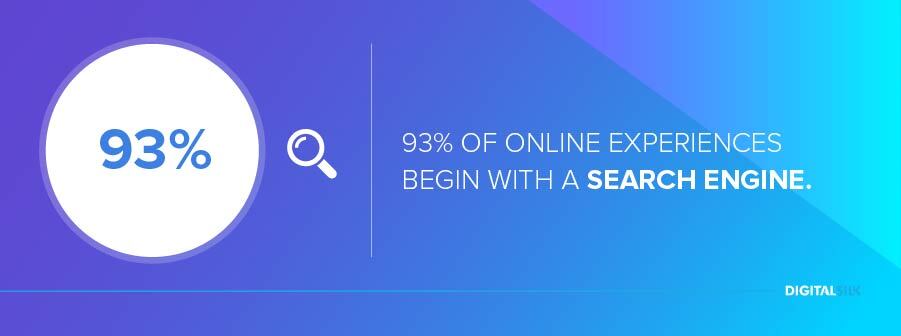 93%
93% OF ONLINE EXPERIENCES
BEGIN WITH A SEARCH ENGINE.
DIGITALSILK